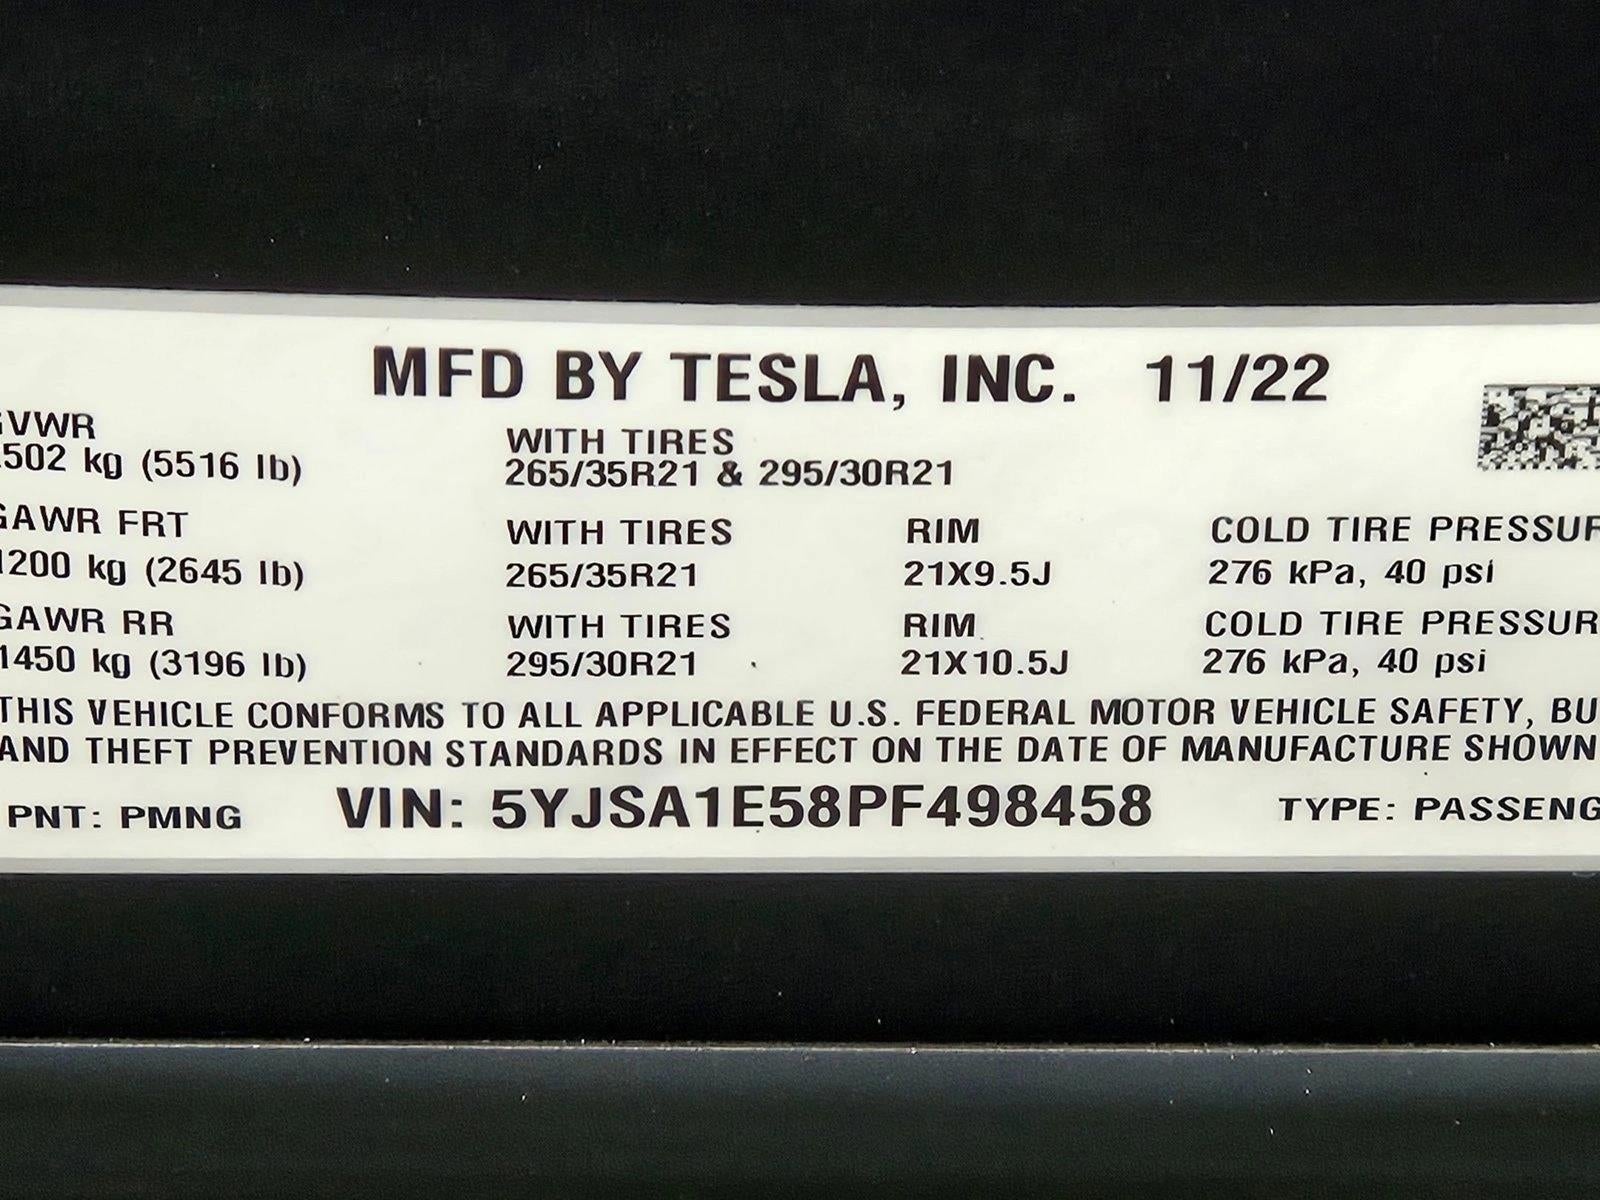 MFD BY TESLA, INC. 11/22
GVWR
2502 kg (5516 lb)
WITH TIRES
265/35R21 & 295/30R21
GAWR FRT WITH TIRES RIM COLD TIRE PRESSUR
1200 kg (2645 lb) 265/35R21 21X9.5J 276 kPa, 40 psi
GAWR RR WITH TIRES RIM COLD TIRE PRESSUR
1450 kg (3196 lb) 295/30R21 21X10.5J 276 kPa, 40 psi
THIS VEHICLE CONFORMS TO ALL APPLICABLE U.S. FEDERAL MOTOR VEHICLE SAFETY, BU
AND THEFT PREVENTION STANDARDS IN EFFECT ON THE DATE OF MANUFACTURE SHOWN
PNT: PMNG VIN: 5YJSA1E58PF498458 TYPE: PASSENG